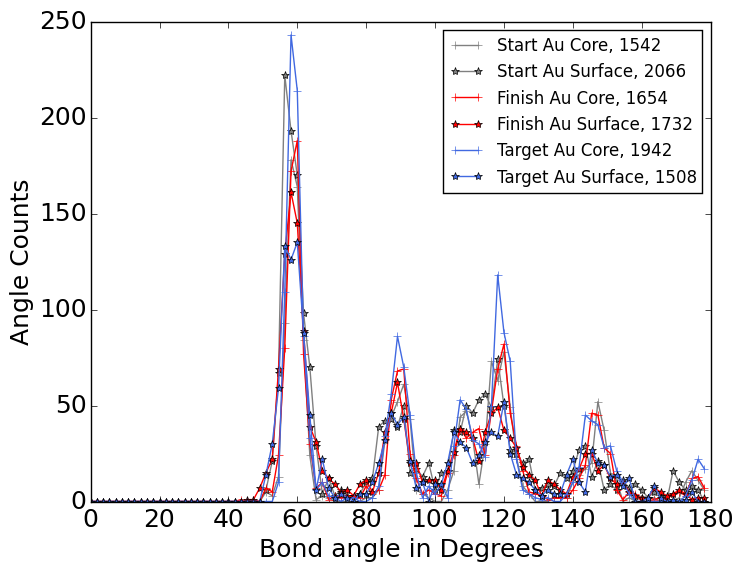 250
200
150
100
50
0
Angle Counts
Start Au Core, 1542
Start Au Surface, 2066
Finish Au Core, 1654
Finish Au Surface, 1732
Target Au Core, 1942
Target Au Surface, 1508
0 20 40 60 80 100 120 140 160 180
Bond angle in Degrees